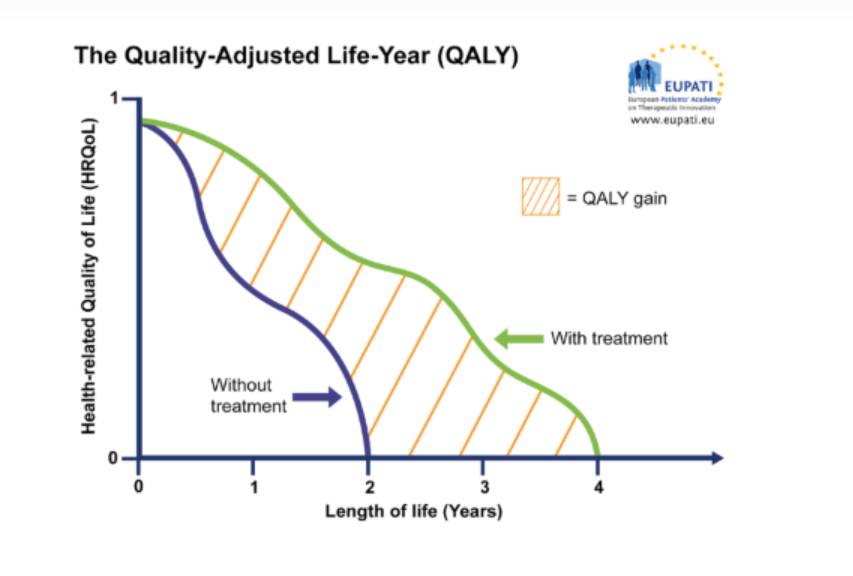 The Quality-Adjusted Life-Year (QALY)
EUPATI
European Patients' Academy
on Therapeutic Innovation
www.eupati.eu
1
Health-related Quality of Life (HRQoL)
= QALY gain
With treatment
Without
treatment
0
0 1 2 3 4
Length of life (Years)